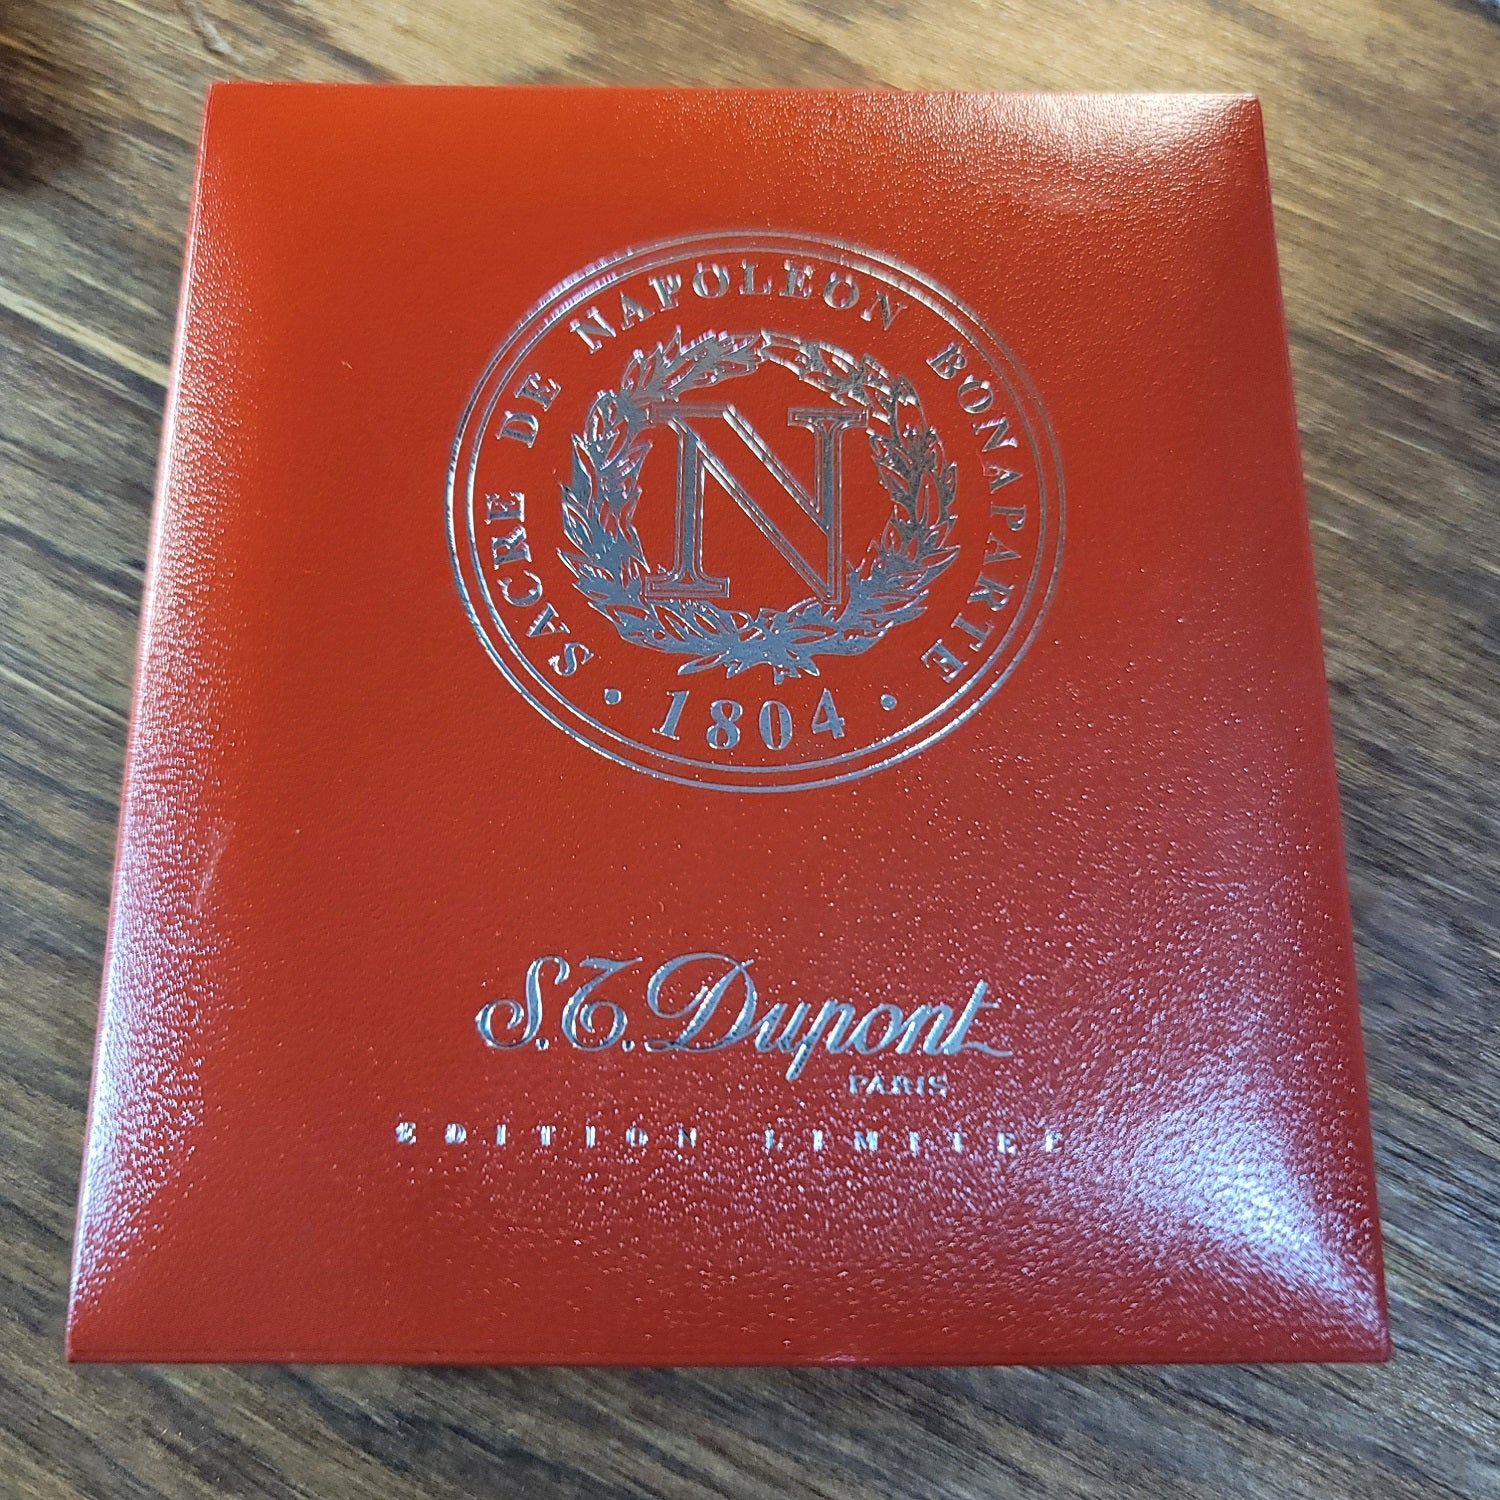 SACRE DE NAPOLEON BONAPARTE
N
• 1804 •
S.T. Dupont
PARIS
EDITION LIMITEE